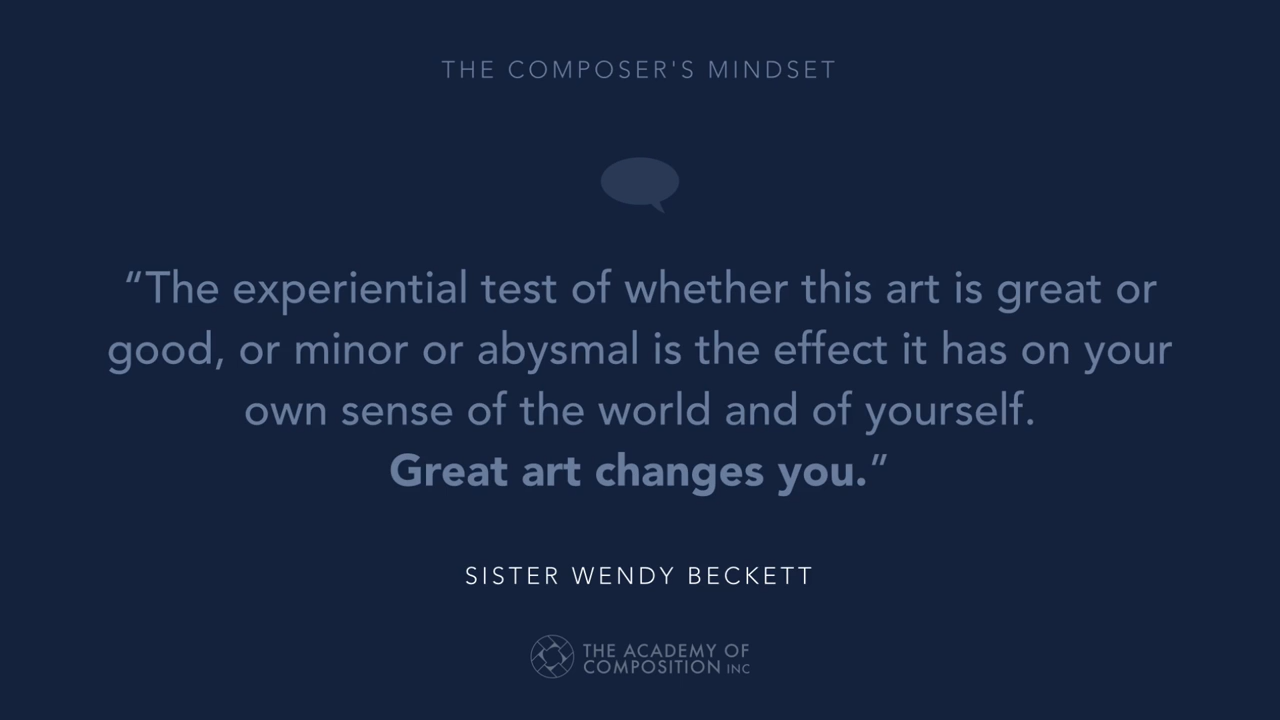 THE COMPOSER'S MINDSET
“The experiential test of whether this art is great or
good, or minor or abysmal is the effect it has on your
own sense of the world and of yourself.
Great art changes you.”
SISTER WENDY BECKETT
THE ACADEMY OF
COMPOSITION INC